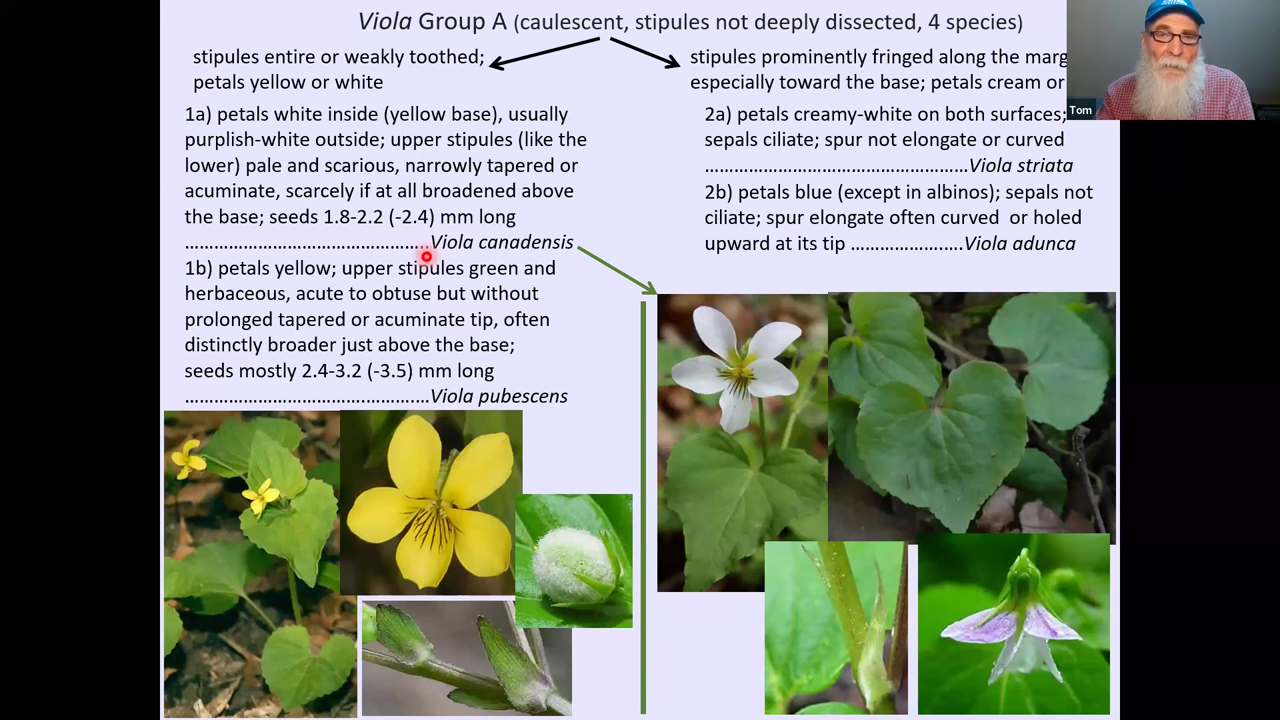 Viola Group A (caulescent, stipules not deeply dissected, 4 species)
stipules entire or weakly toothed;
petals yellow or white
1a) petals white inside (yellow base), usually
purplish-white outside; upper stipules (like the
lower) pale and scarious, narrowly tapered or
acuminate, scarcely if at all broadened above
the base; seeds 1.8-2.2 (-2.4) mm long
…………………………………………..Viola canadensis
1b) petals yellow; upper stipules green and
herbaceous, acute to obtuse but without
prolonged tapered or acuminate tip, often
distinctly broader just above the base;
seeds mostly 2.4-3.2 (-3.5) mm long
………………………………………….Viola pubescens
stipules prominently fringed along the marg
especially toward the base; petals cream or
2a) petals creamy-white on both surfaces;
sepals ciliate; spur not elongate or curved
………………………………………………Viola striata
2b) petals blue (except in albinos); sepals not
ciliate; spur elongate often curved or holed
upward at its tip …………………..Viola adunca
Tom